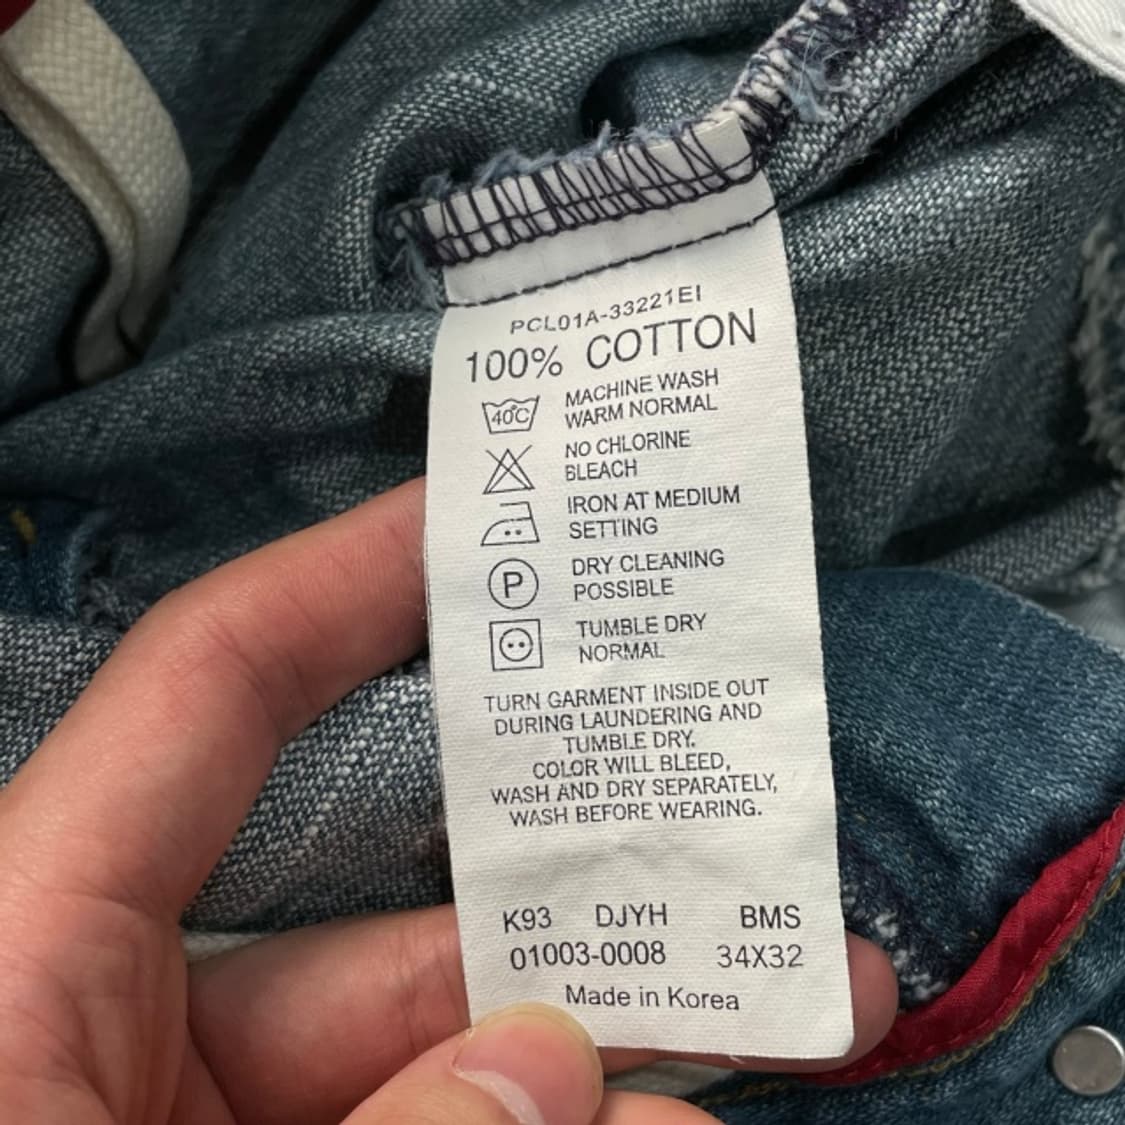 PCL01A-33221EI
100% COTTON
40°C MACHINE WASH
WARM NORMAL
NO CHLORINE
BLEACH
IRON AT MEDIUM
SETTING
P DRY CLEANING
POSSIBLE
TUMBLE DRY
NORMAL
TURN GARMENT INSIDE OUT
DURING LAUNDERING AND
TUMBLE DRY.
COLOR WILL BLEED,
WASH AND DRY SEPARATELY,
WASH BEFORE WEARING.
K93 DJYH BMS
01003-0008 34X32
Made in Korea